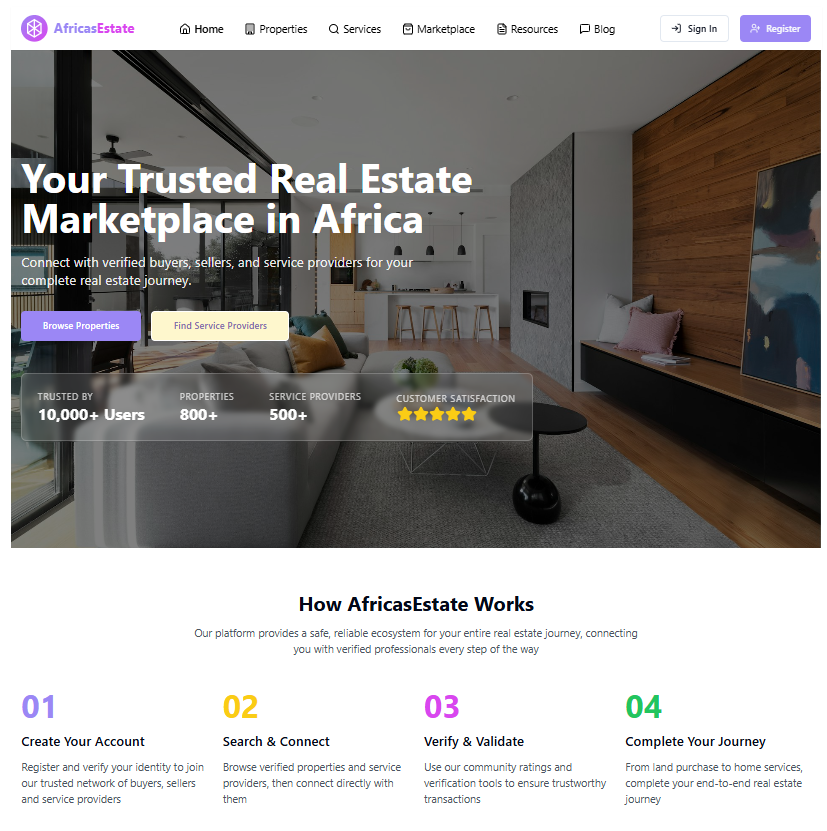 AfricasEstate
Home
Properties
Services
Marketplace
Resources
Blog
Sign In
Register
Your Trusted Real Estate
Marketplace in Africa
Connect with verified buyers, sellers, and service providers for your
complete real estate journey.
Browse Properties
Find Service Providers
TRUSTED BY
10,000+ Users
PROPERTIES
800+
SERVICE PROVIDERS
500+
CUSTOMER SATISFACTION
How AfricasEstate Works
Our platform provides a safe, reliable ecosystem for your entire real estate journey, connecting
you with verified professionals every step of the way
01
Create Your Account
Register and verify your identity to join
our trusted network of buyers, sellers
and service providers
02
Search & Connect
Browse verified properties and service
providers, then connect directly with
them
03
Verify & Validate
Use our community ratings and
verification tools to ensure trustworthy
transactions
04
Complete Your Journey
From land purchase to home services,
complete your end-to-end real estate
journey